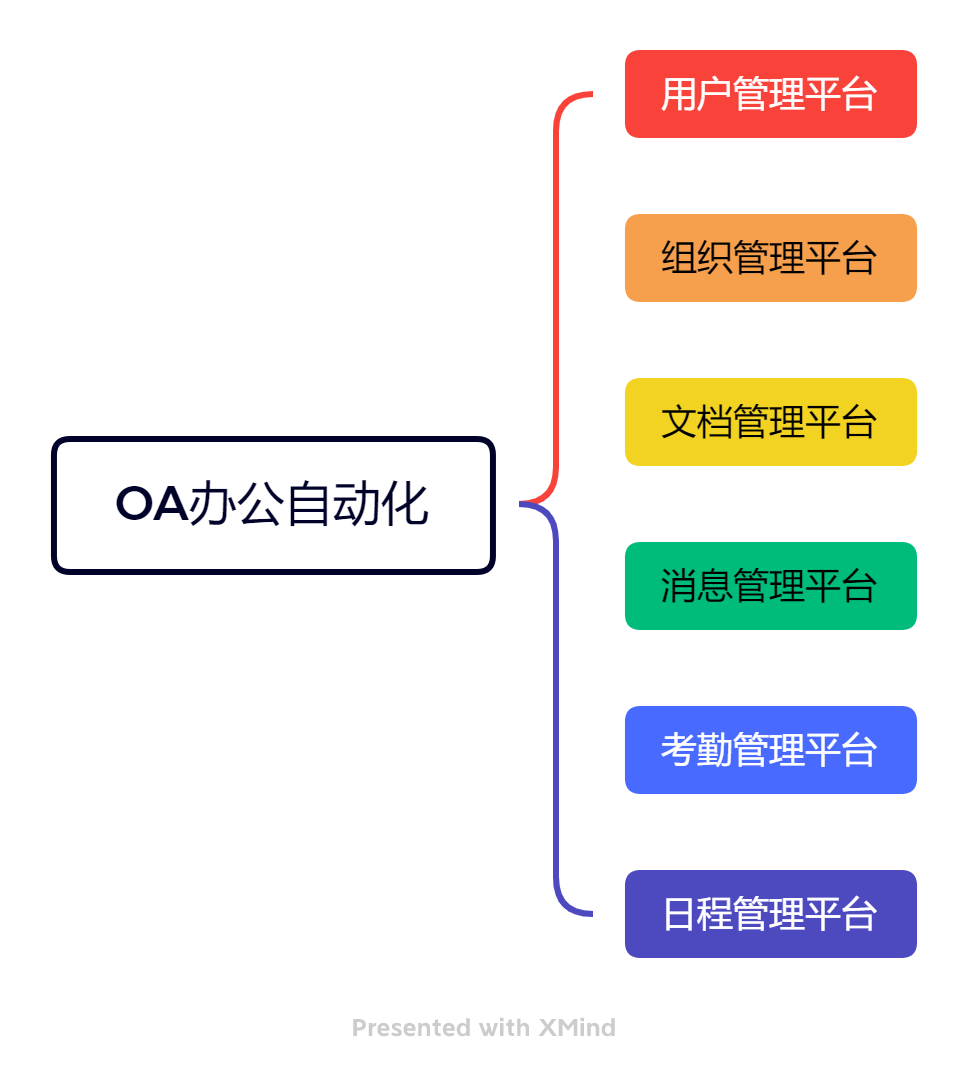 用户管理平台
组织管理平台
文档管理平台
OA办公自动化
消息管理平台
考勤管理平台
日程管理平台
Presented with XMind